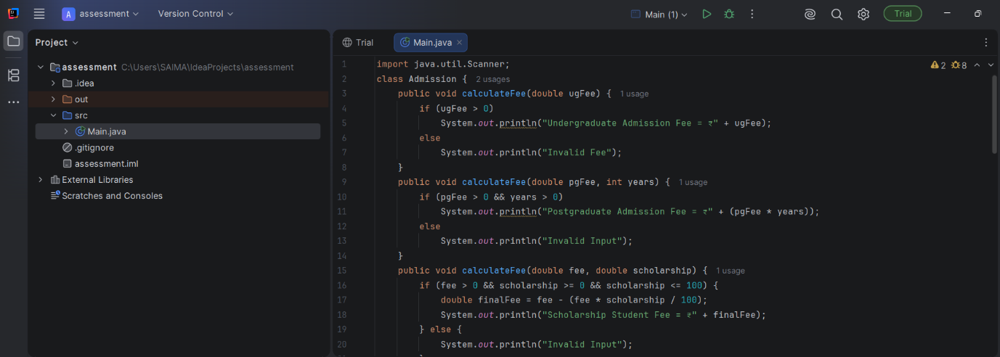 A assessment Version Control Main (1) Trial
Project
assessment C:\Users\SAIMA\IdeaProjects\assessment
.idea
out
src
Main.java
.gitignore
assessment.iml
External Libraries
Scratches and Consoles
Trial Main.java
2 8
1 import java.util.Scanner;
2 class Admission { 2 usages
3 public void calculateFee(double ugFee) { 1 usage
4 if (ugFee > 0)
5 System.out.println("Undergraduate Admission Fee = ₹" + ugFee);
6 else
7 System.out.println("Invalid Fee");
8 }
9 public void calculateFee(double pgFee, int years) { 1 usage
10 if (pgFee > 0 && years > 0)
11 System.out.println("Postgraduate Admission Fee = ₹" + (pgFee * years));
12 else
13 System.out.println("Invalid Input");
14 }
15 public void calculateFee(double fee, double scholarship) { 1 usage
16 if (fee > 0 && scholarship >= 0 && scholarship <= 100) {
17 double finalFee = fee - (fee * scholarship / 100);
18 System.out.println("Scholarship Student Fee = ₹" + finalFee);
19 } else {
20 System.out.println("Invalid Input");